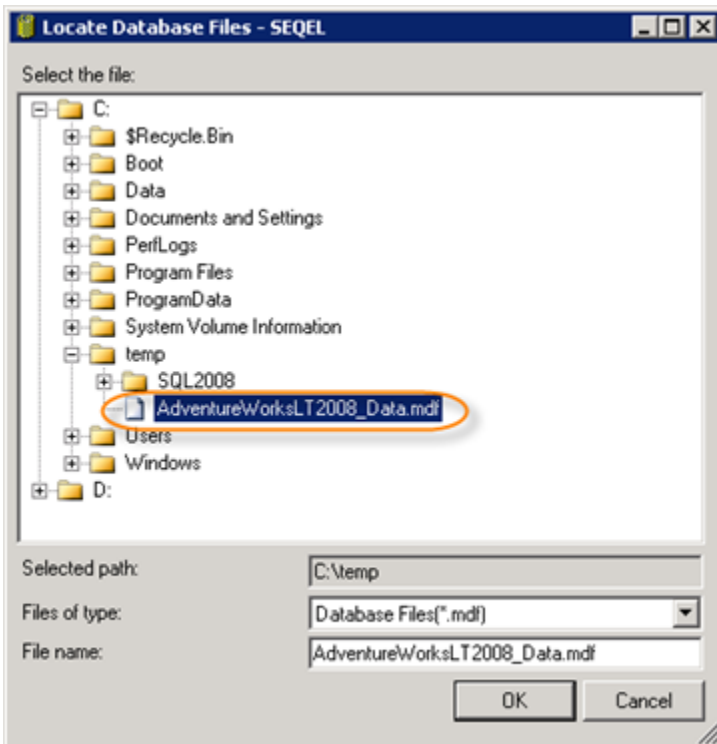 Locate Database Files - SEQEL
Select the file:
C:
$Recycle.Bin
Boot
Data
Documents and Settings
PerfLogs
Program Files
ProgramData
System Volume Information
temp
SQL2008
AdventureWorksLT2008_Data.mdf
Users
Windows
D:
Selected path: C:\temp
Files of type: Database Files(*.mdf)
File name: AdventureWorksLT2008_Data.mdf
OK Cancel